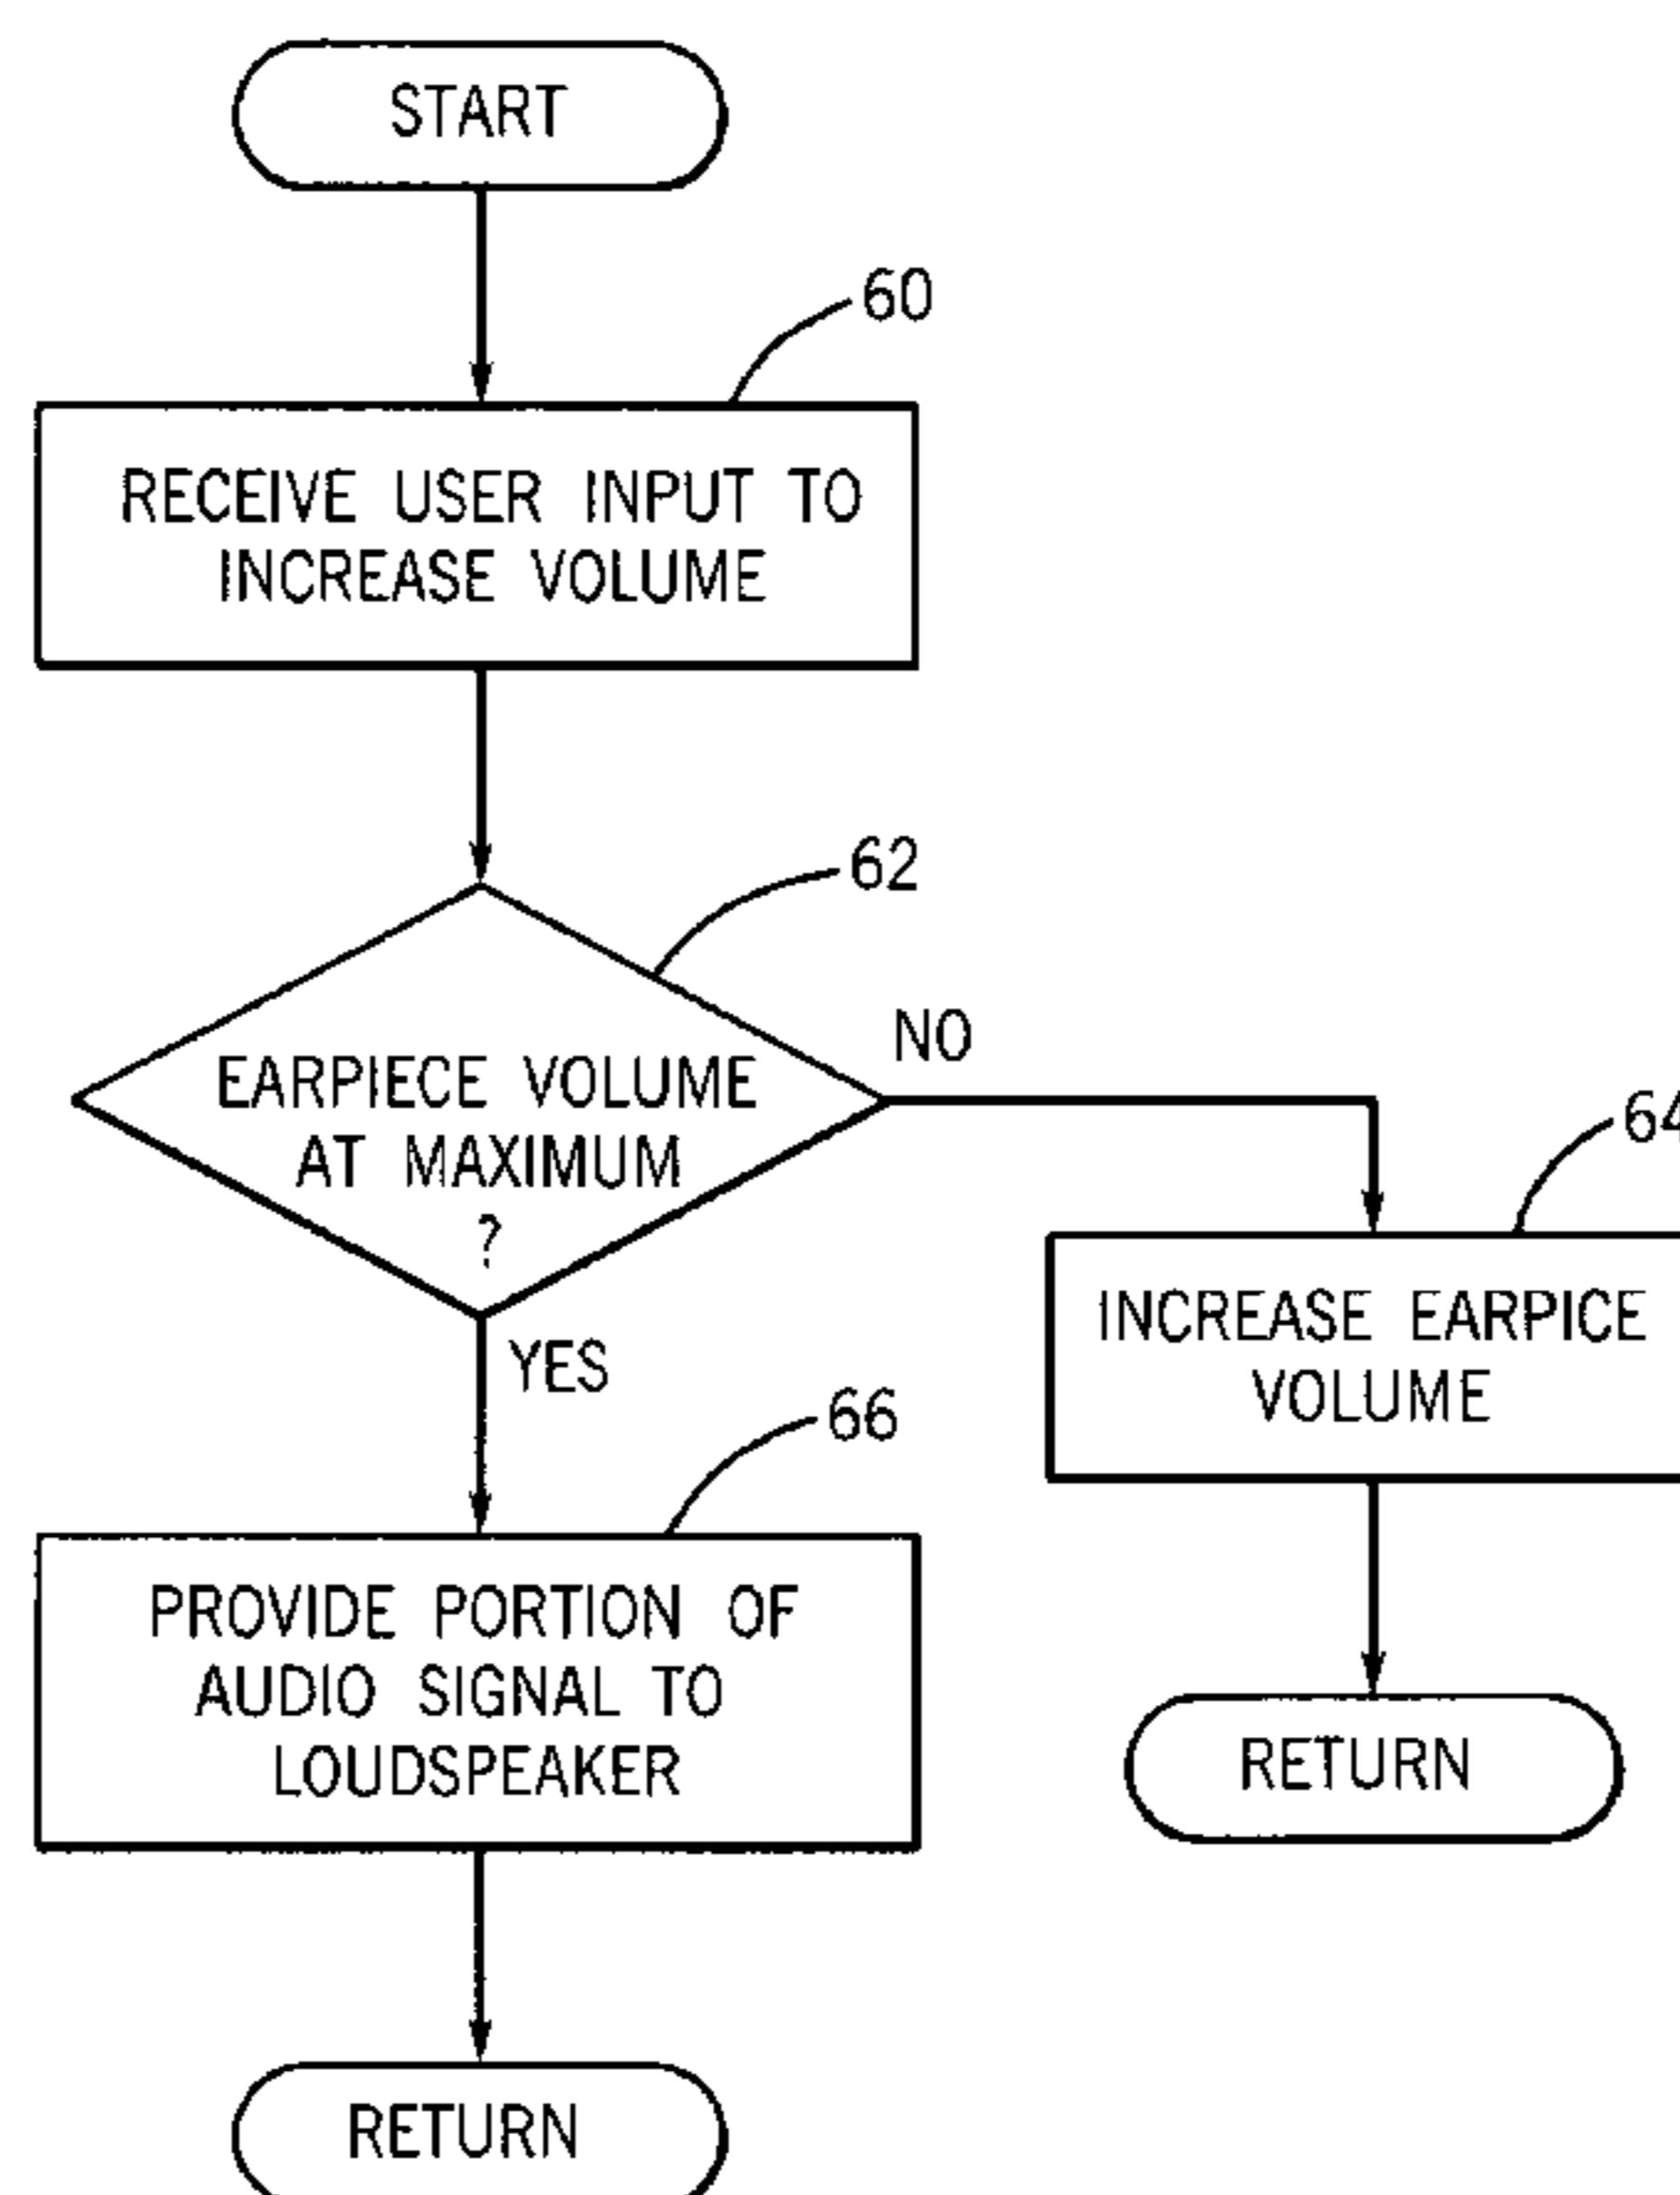 START
60
RECEIVE USER INPUT TO
INCREASE VOLUME
62
EARPIECE VOLUME
AT MAXIMUM
?
NO
64
INCREASE EARPICE
VOLUME
YES
66
PROVIDE PORTION OF
AUDIO SIGNAL TO
LOUDSPEAKER
RETURN
RETURN